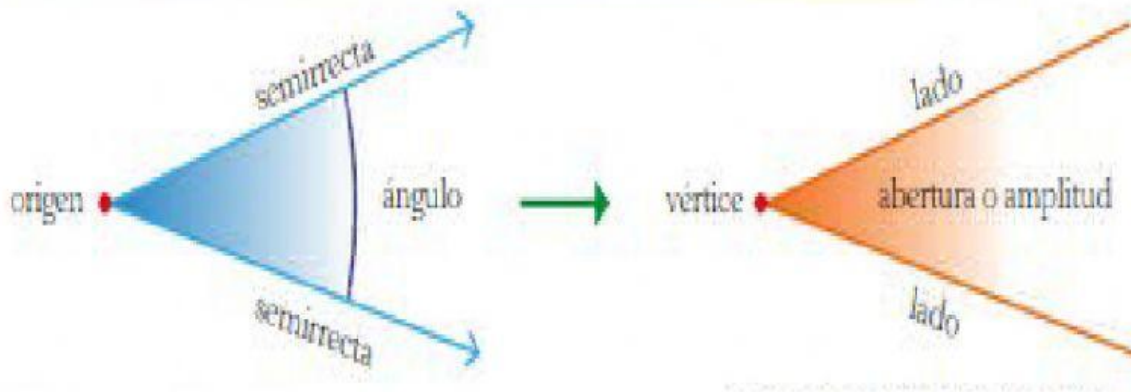 semirrecta
origen
ángulo
semirrecta
lado
vértice
abertura o amplitud
lado